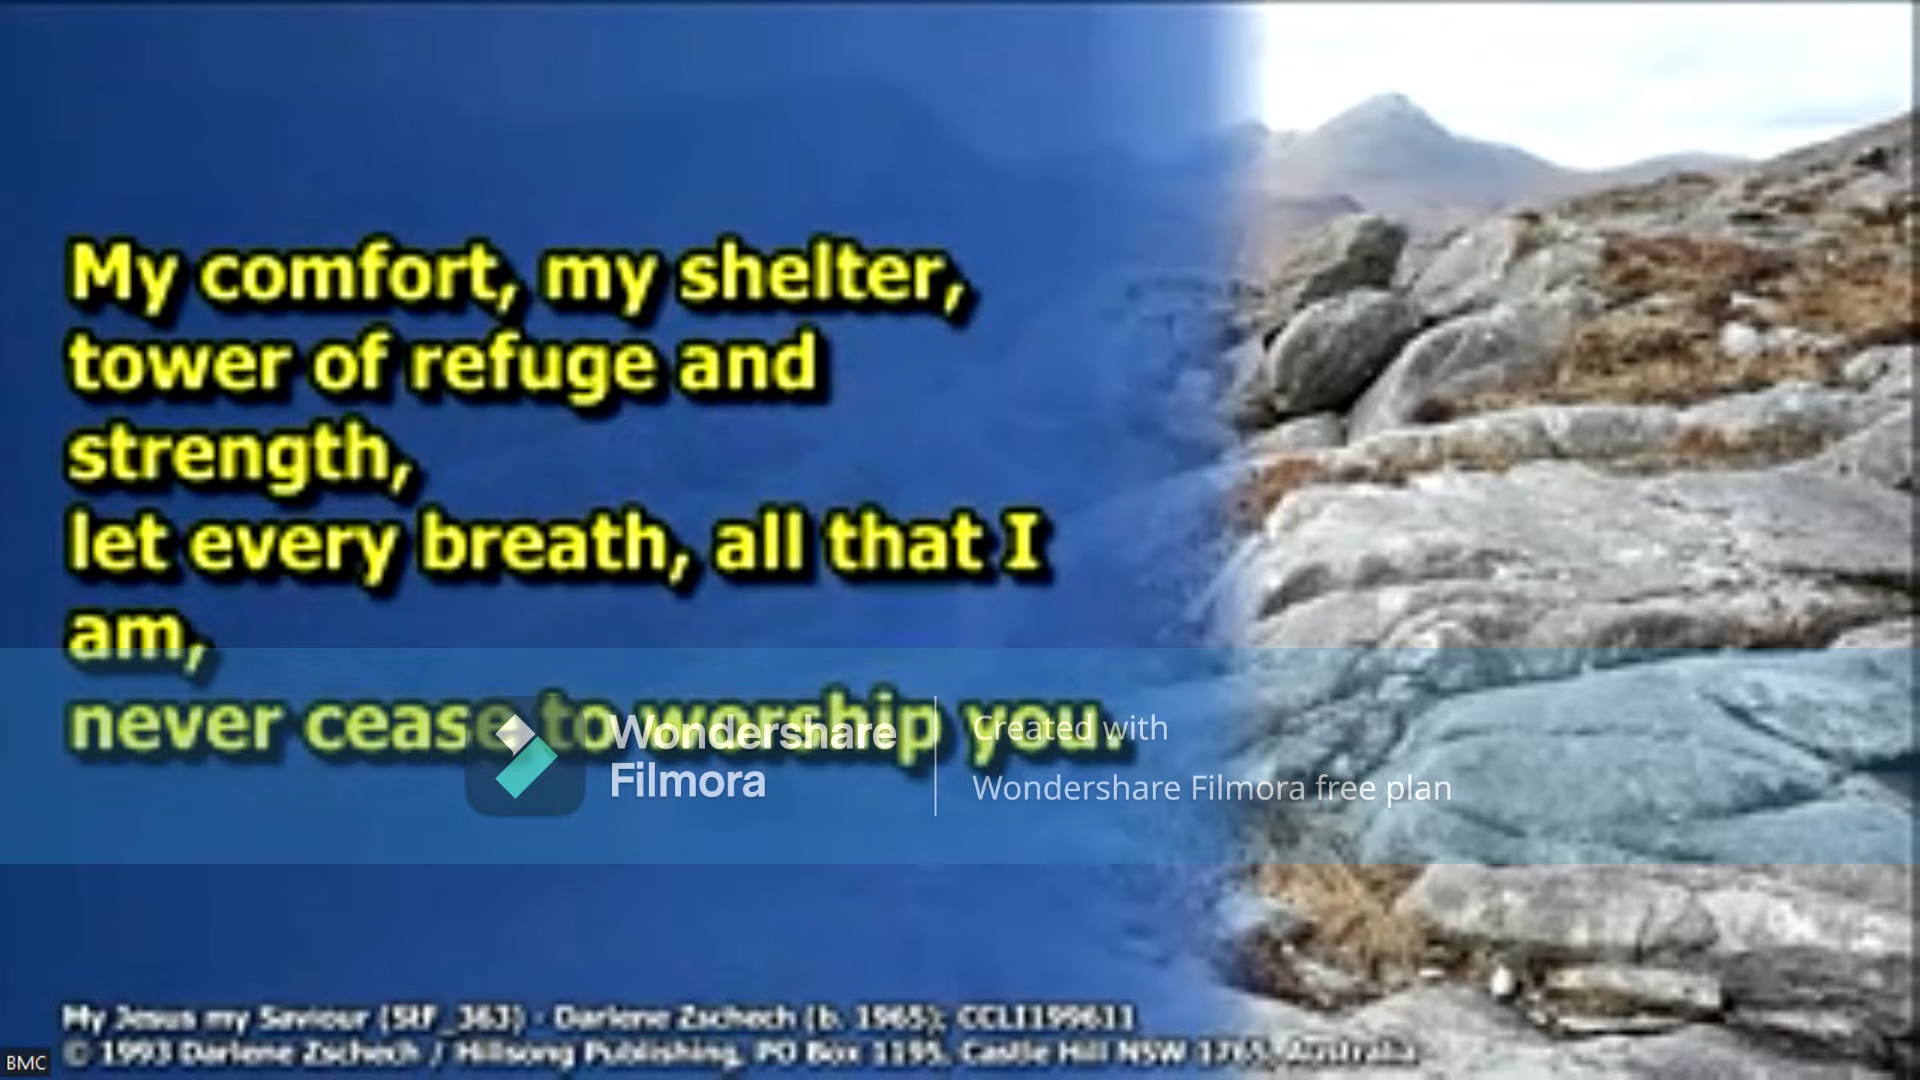 My comfort, my shelter,
tower of refuge and
strength,
let every breath, all that I
am,
never cease to worship you.
Wondershare
Filmora
Created with
Wondershare Filmora free plan
My Jesus my Saviour (StF_363) - Darlene Zschech (b. 1965); CCLI199611
© 1993 Darlene Zschech / Hillsong Publishing, PO Box 1195, Castle Hill NSW 1765, Australia.
BMC